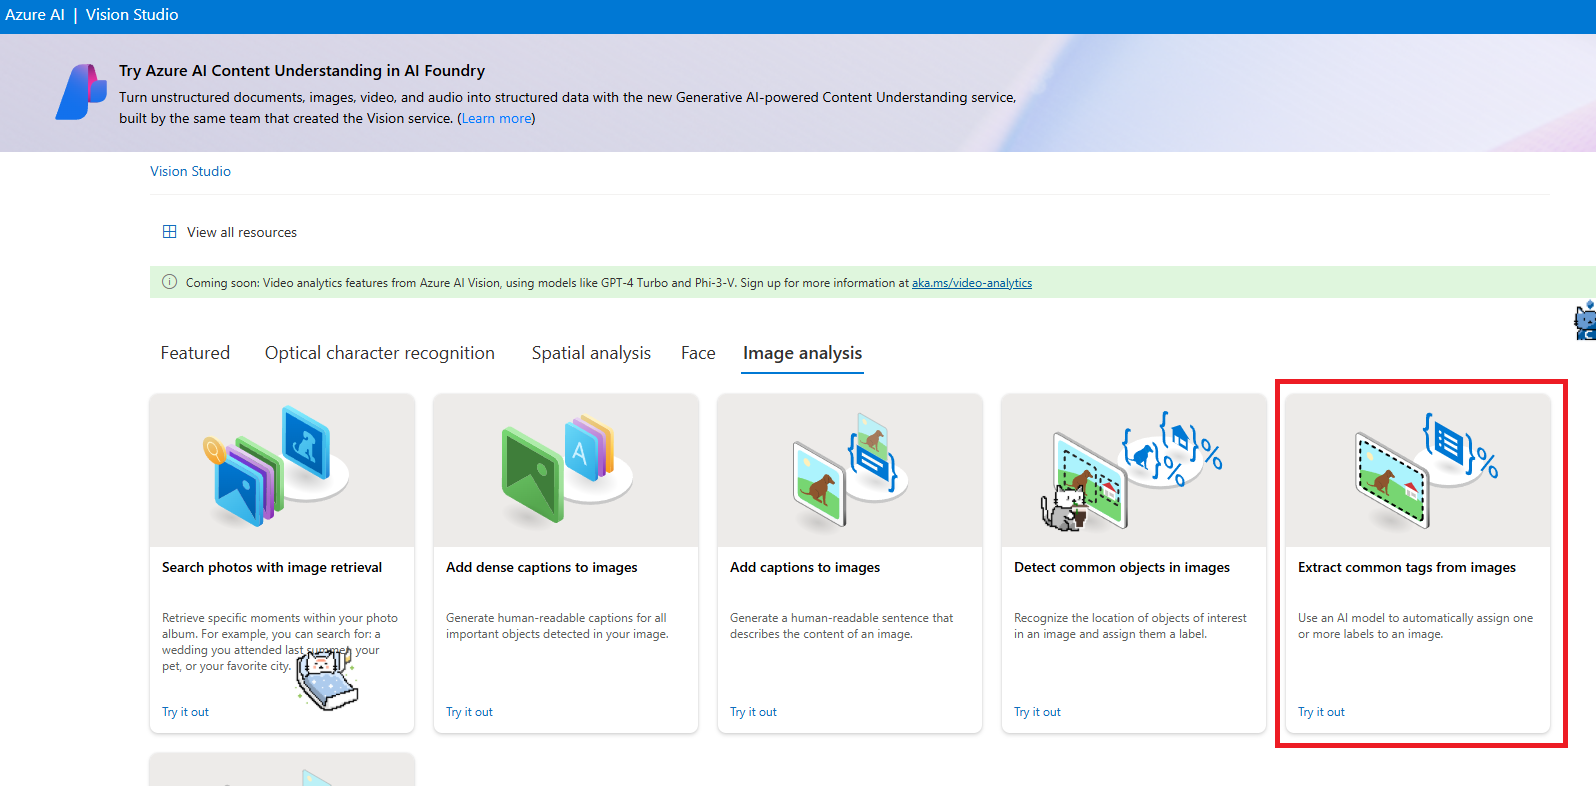 Azure AI | Vision Studio
Try Azure AI Content Understanding in AI Foundry
Turn unstructured documents, images, video, and audio into structured data with the new Generative AI-powered Content Understanding service,
built by the same team that created the Vision service. (Learn more)
Vision Studio
View all resources
Coming soon: Video analytics features from Azure AI Vision, using models like GPT-4 Turbo and Phi-3-V. Sign up for more information at aka.ms/video-analytics
Featured
Optical character recognition
Spatial analysis
Face
Image analysis
Search photos with image retrieval
Retrieve specific moments within your photo
album. For example, you can search for: a
wedding you attended last summer, your
pet, or your favorite city.
Try it out
A
Add dense captions to images
Generate human-readable captions for all
important objects detected in your image.
Try it out
Add captions to images
Generate a human-readable sentence that
describes the content of an image.
Try it out
Detect common objects in images
Recognize the location of objects of interest
in an image and assign them a label.
Try it out
Extract common tags from images
Use an AI model to automatically assign one
or more labels to an image.
Try it out